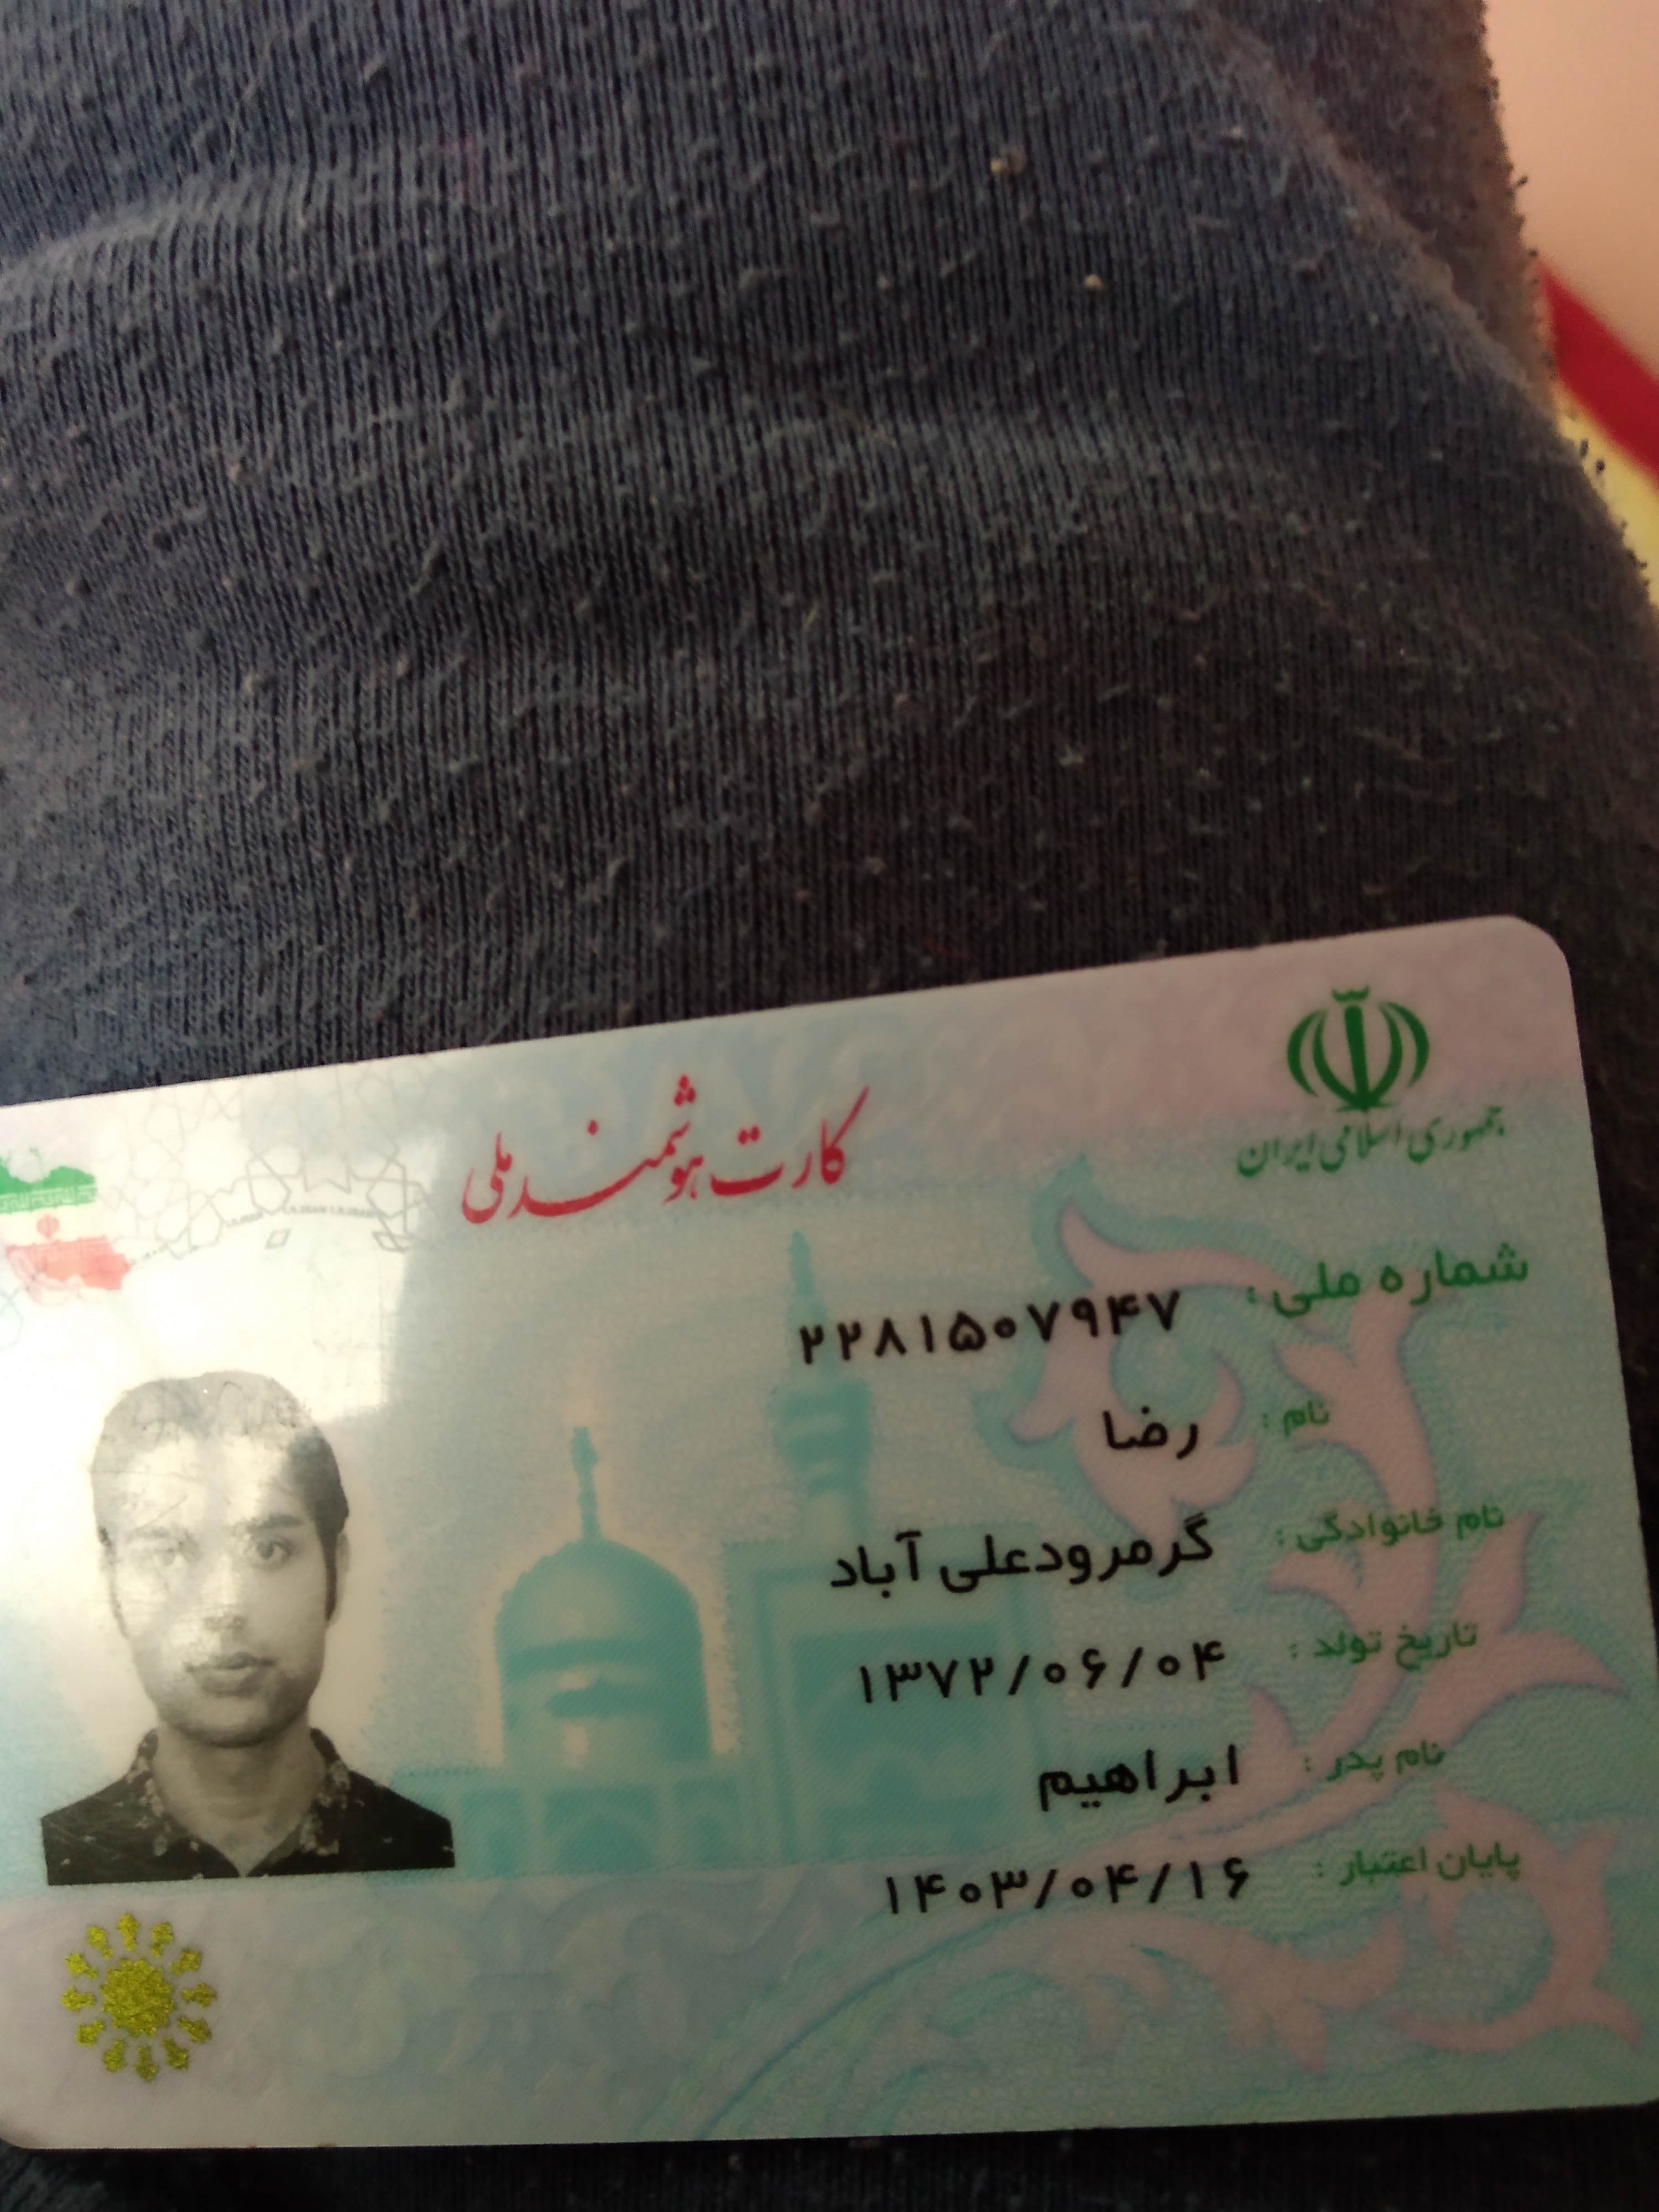 جمهوری اسلامی ایران
کارت هوشمند ملی
شماره ملی : ۲۲۸۱۵۰۷۹۴۷
نام : رضا
نام خانوادگی : گرمرودعلی آباد
تاریخ تولد : ۱۳۷۲/۰۶/۰۴
نام پدر : ابراهیم
پایان اعتبار : ۱۴۰۳/۰۴/۱۶